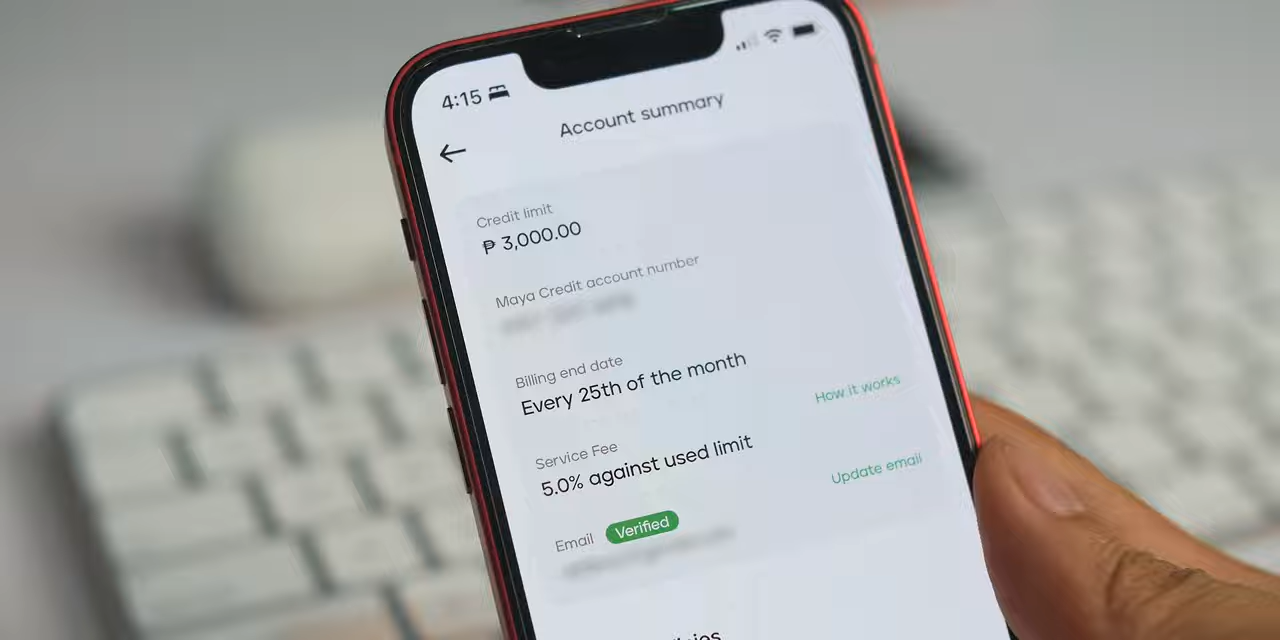 4:15
Account summary
Credit limit
₱ 3,000.00
Maya Credit account number
Billing end date
Every 25th of the month
How it works
Service Fee
5.0% against used limit
Update email
Email Verified